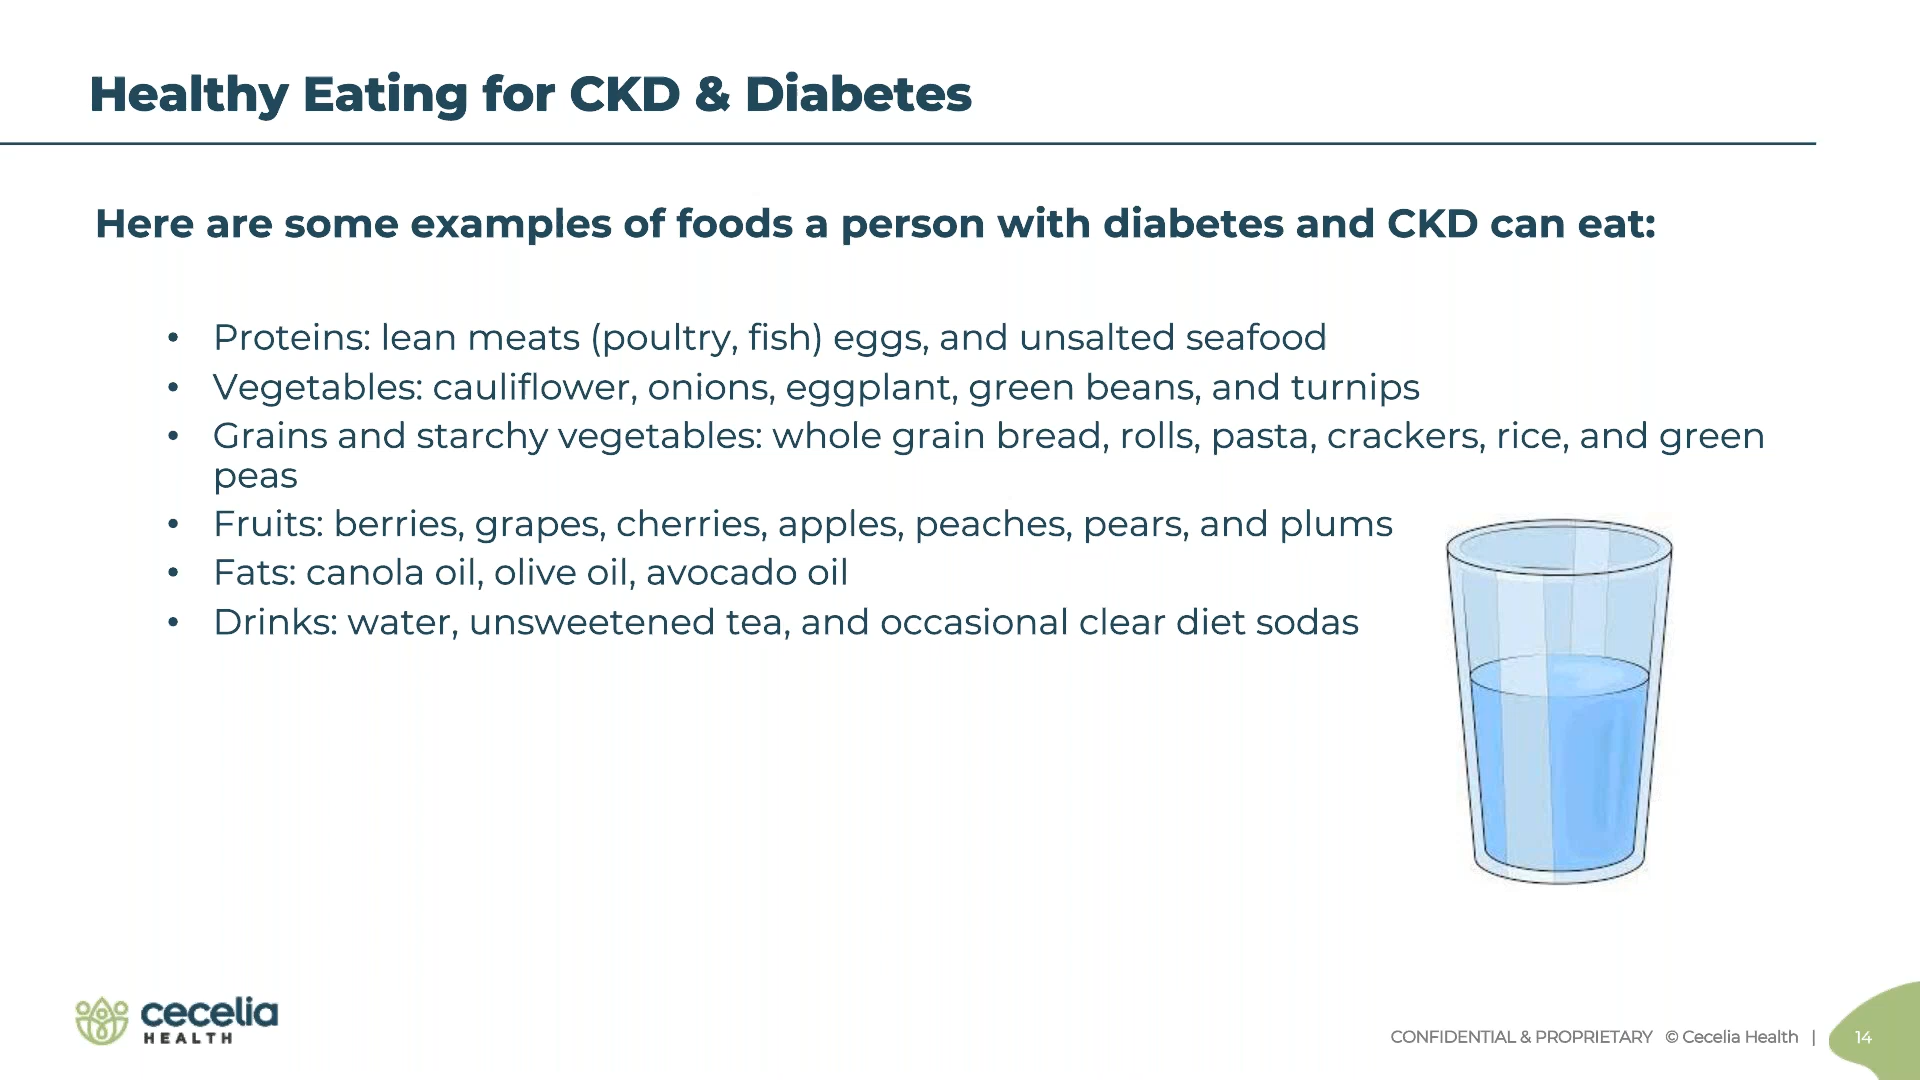 Healthy Eating for CKD & Diabetes
Here are some examples of foods a person with diabetes and CKD can eat:
• Proteins: lean meats (poultry, fish) eggs, and unsalted seafood
• Vegetables: cauliflower, onions, eggplant, green beans, and turnips
• Grains and starchy vegetables: whole grain bread, rolls, pasta, crackers, rice, and green
peas
• Fruits: berries, grapes, cherries, apples, peaches, pears, and plums
• Fats: canola oil, olive oil, avocado oil
• Drinks: water, unsweetened tea, and occasional clear diet sodas
cecelia
HEALTH
CONFIDENTIAL & PROPRIETARY © Cecelia Health | 14